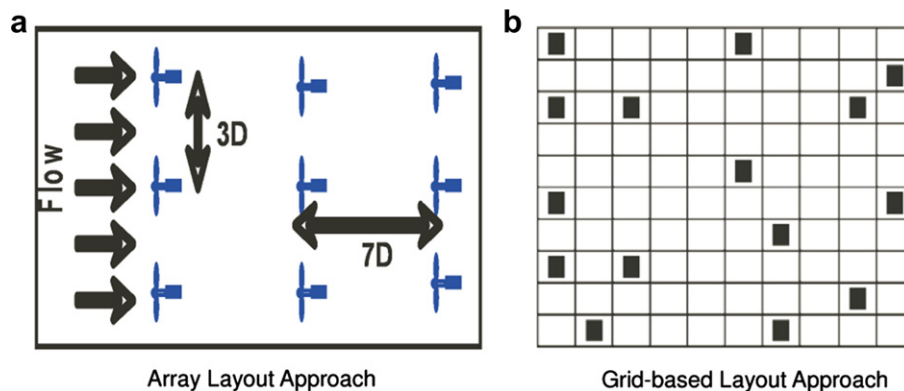 a
Flow
3D
7D
Array Layout Approach
b
Grid-based Layout Approach